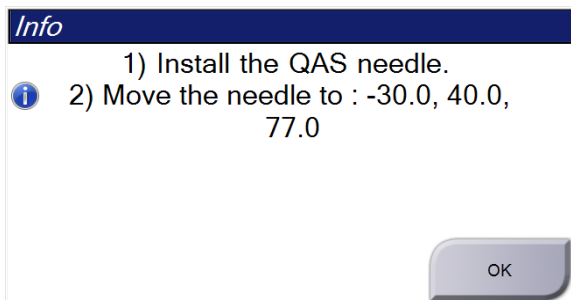 Info
1) Install the QAS needle.
2) Move the needle to : -30.0, 40.0,
77.0
OK